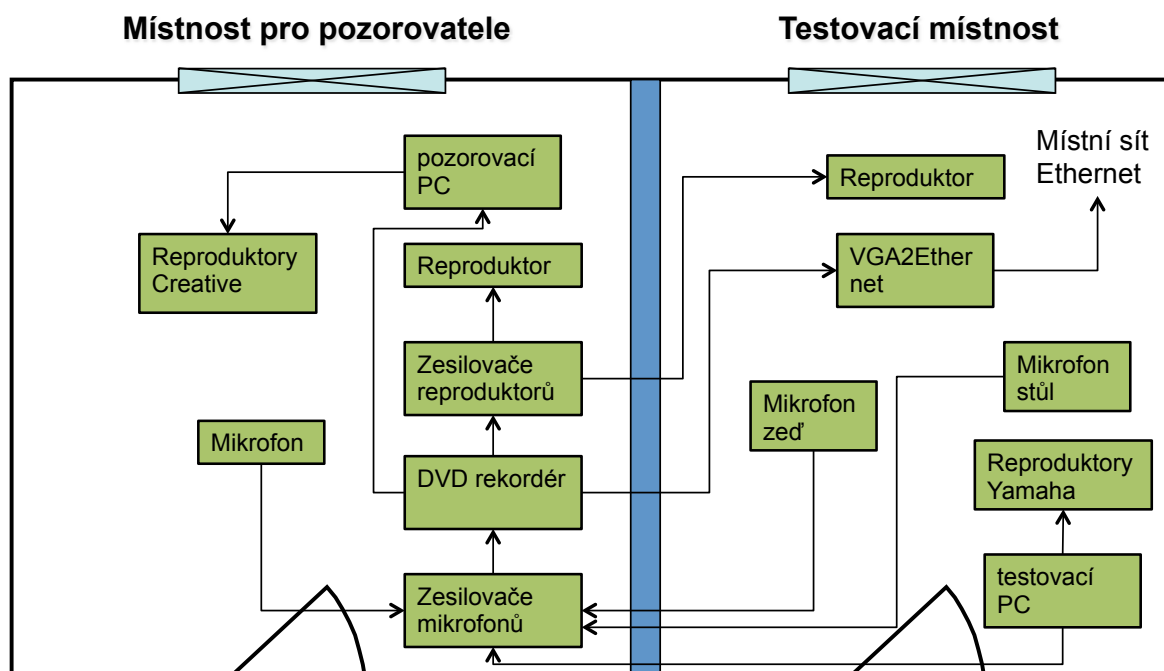 Místnost pro pozorovatele
Testovací místnost
pozorovací
PC
Reproduktor
Místní sít
Ethernet
Reproduktory
Creative
Reproduktor
VGA2Ether
net
Zesilovače
reproduktorů
Mikrofon
zeď
Mikrofon
stůl
Mikrofon
DVD rekordér
Reproduktory
Yamaha
Zesilovače
mikrofonů
testovací
PC